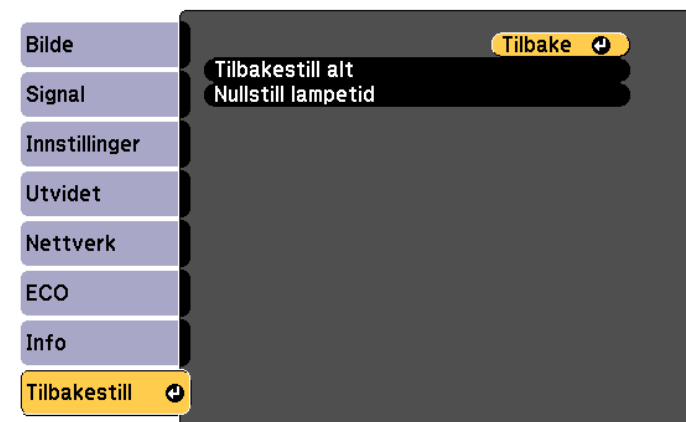 Bilde
Signal
Innstillinger
Utvidet
Nettverk
ECO
Info
Tilbakestill
Tilbake
Tilbakestill alt
Nullstill lampetid